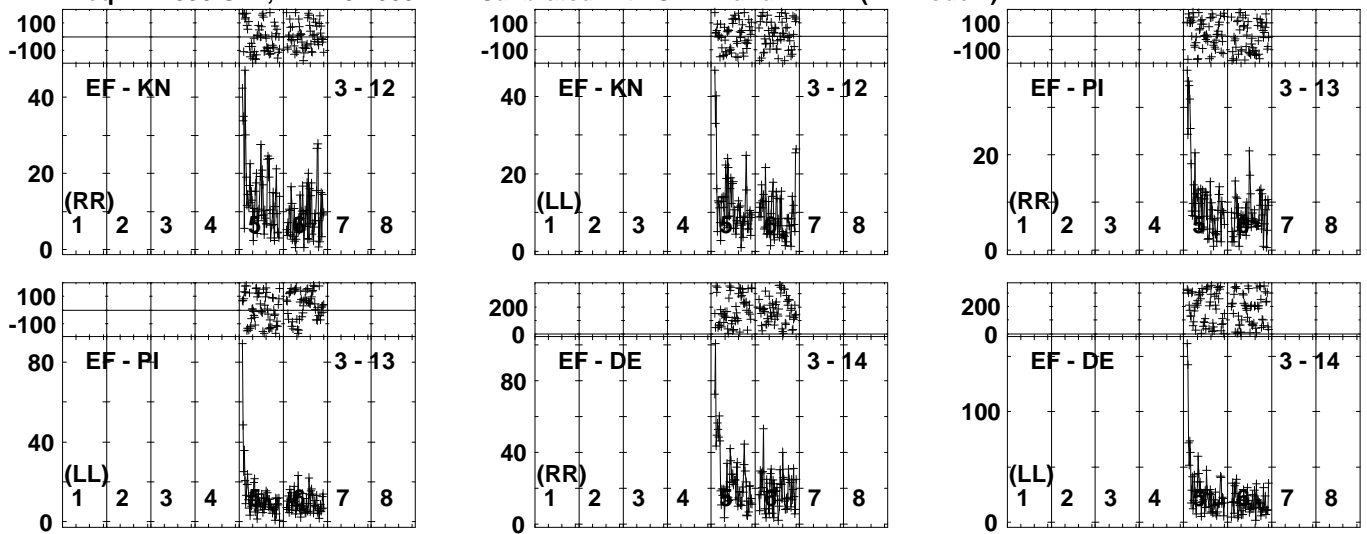 100 100 100
-100 -100 -100
EF - KN 3 - 12 EF - KN 3 - 12 EF - PI 3 - 13
40 40
20 20 20
(RR) (LL) (RR)
1 2 3 4 5 6 7 8 1 2 3 4 5 6 7 8 1 2 3 4 5 6 7 8
0 0 0
100 200 200
-100 0 0
EF - PI 3 - 13 EF - DE 3 - 14 EF - DE 3 - 14
80 80
100
40 40
(LL) (RR) (LL)
1 2 3 4 5 6 7 8 1 2 3 4 5 6 7 8 1 2 3 4 5 6 7 8
0 0 0